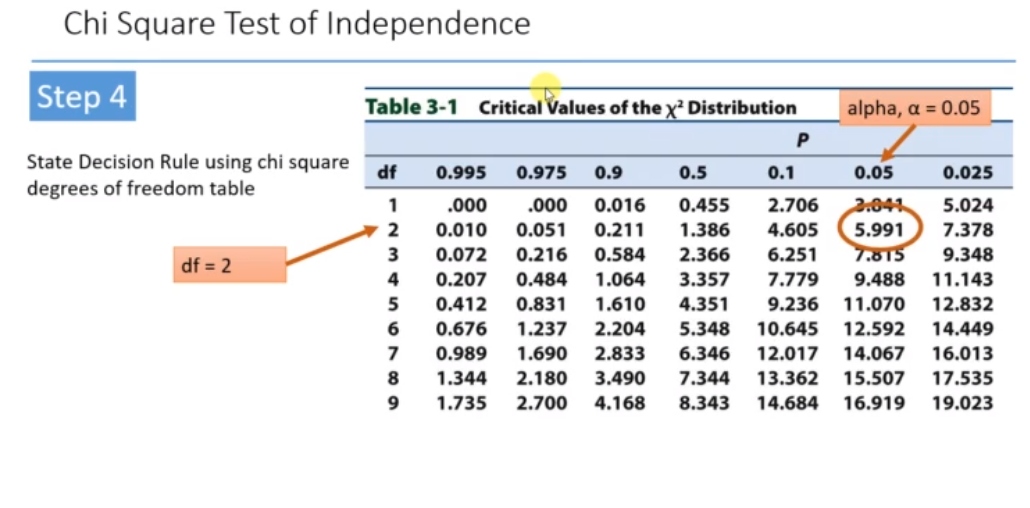 Chi Square Test of Independence
Step 4
State Decision Rule using chi square
degrees of freedom table
df = 2
Table 3-1 Critical Values of the χ² Distribution
alpha, α = 0.05
P
df 0.995 0.975 0.9 0.5 0.1 0.05 0.025
1 .000 .000 0.016 0.455 2.706 3.841 5.024
2 0.010 0.051 0.211 1.386 4.605 5.991 7.378
3 0.072 0.216 0.584 2.366 6.251 7.815 9.348
4 0.207 0.484 1.064 3.357 7.779 9.488 11.143
5 0.412 0.831 1.610 4.351 9.236 11.070 12.832
6 0.676 1.237 2.204 5.348 10.645 12.592 14.449
7 0.989 1.690 2.833 6.346 12.017 14.067 16.013
8 1.344 2.180 3.490 7.344 13.362 15.507 17.535
9 1.735 2.700 4.168 8.343 14.684 16.919 19.023